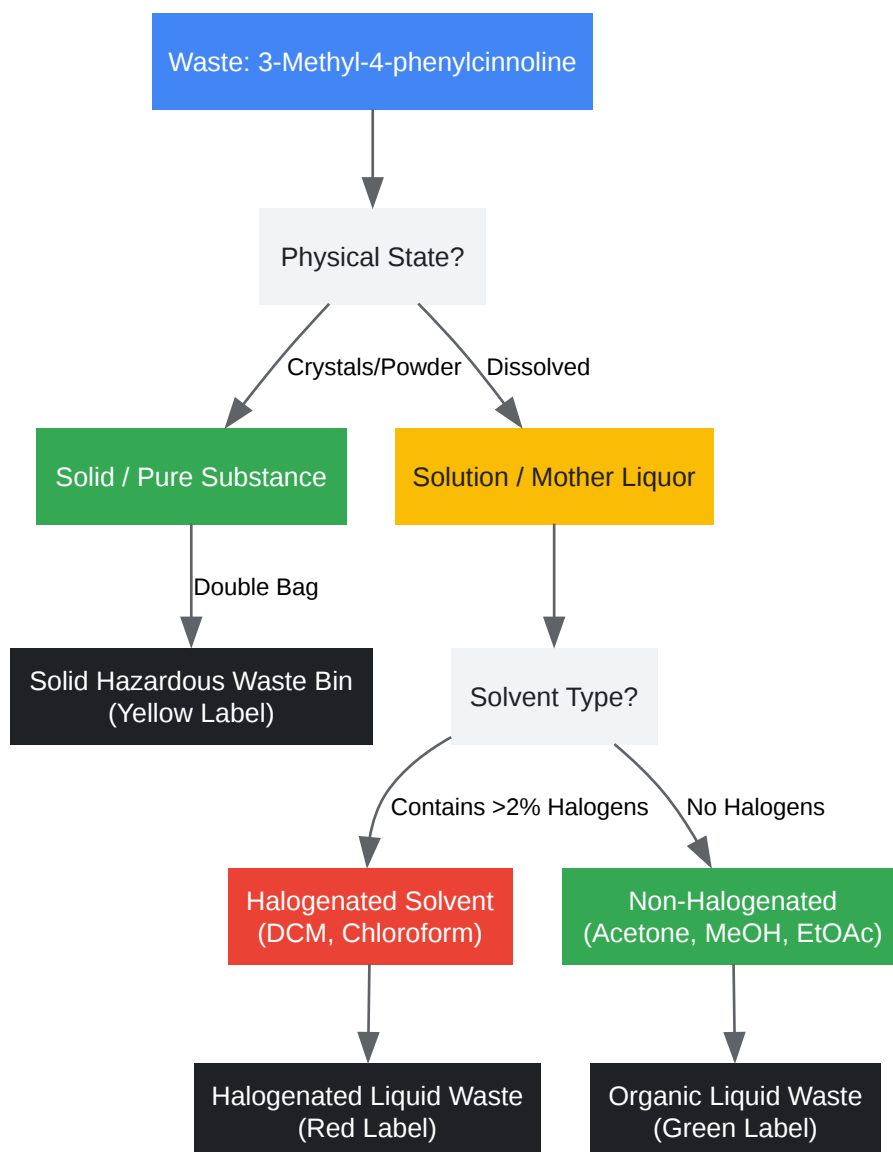 Waste: 3-Methyl-4-phenylcinnoline
Physical State?
Crystals/Powder
Dissolved
Solid / Pure Substance
Solution / Mother Liquor
Double Bag
Solid Hazardous Waste Bin
(Yellow Label)
Solvent Type?
Contains >2% Halogens
No Halogens
Halogenated Solvent
(DCM, Chloroform)
Non-Halogenated
(Acetone, MeOH, EtOAc)
Halogenated Liquid Waste
(Red Label)
Organic Liquid Waste
(Green Label)